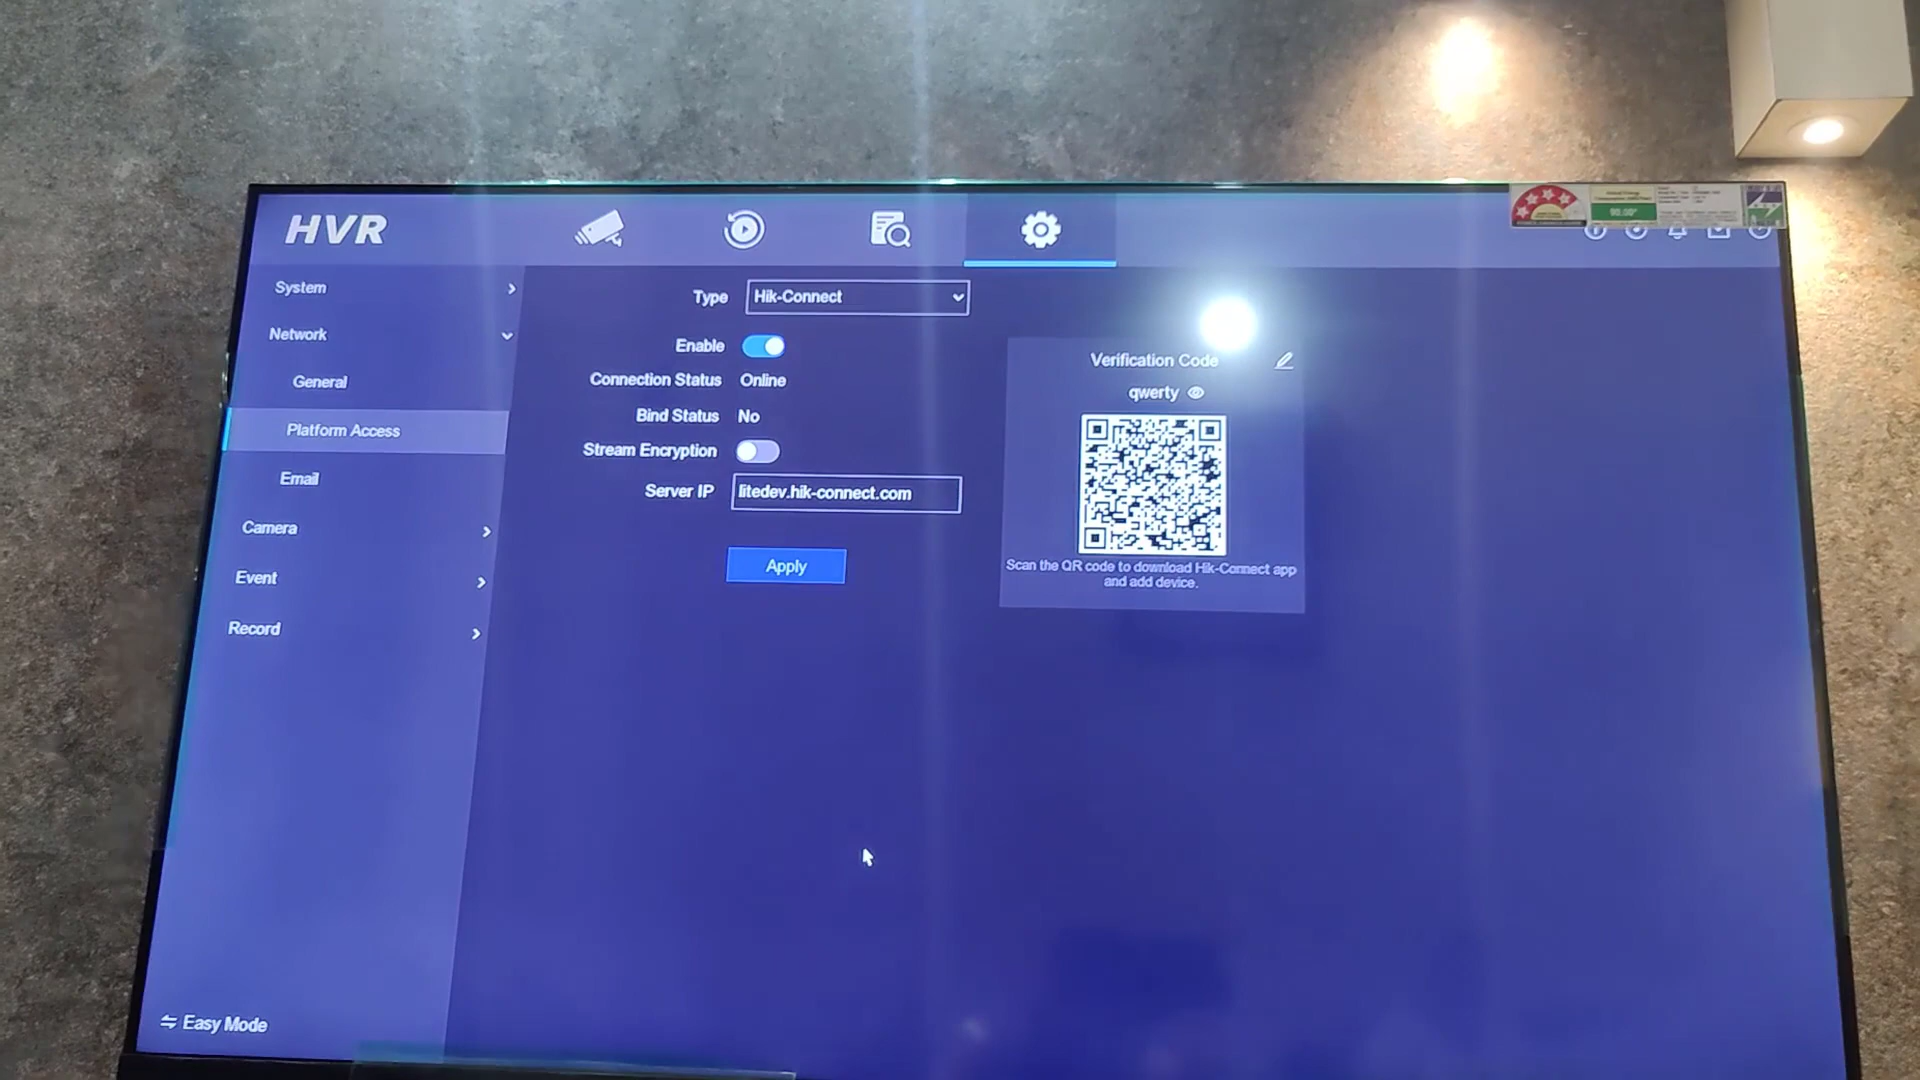 HVR
System
Network
General
Platform Access
Email
Camera
Event
Record
Easy Mode
Type Hik-Connect
Enable
Connection Status Online
Bind Status No
Stream Encryption
Server IP litedev.hik-connect.com
Apply
Verification Code
qwerty
Scan the QR code to download Hik-Connect app
and add device.